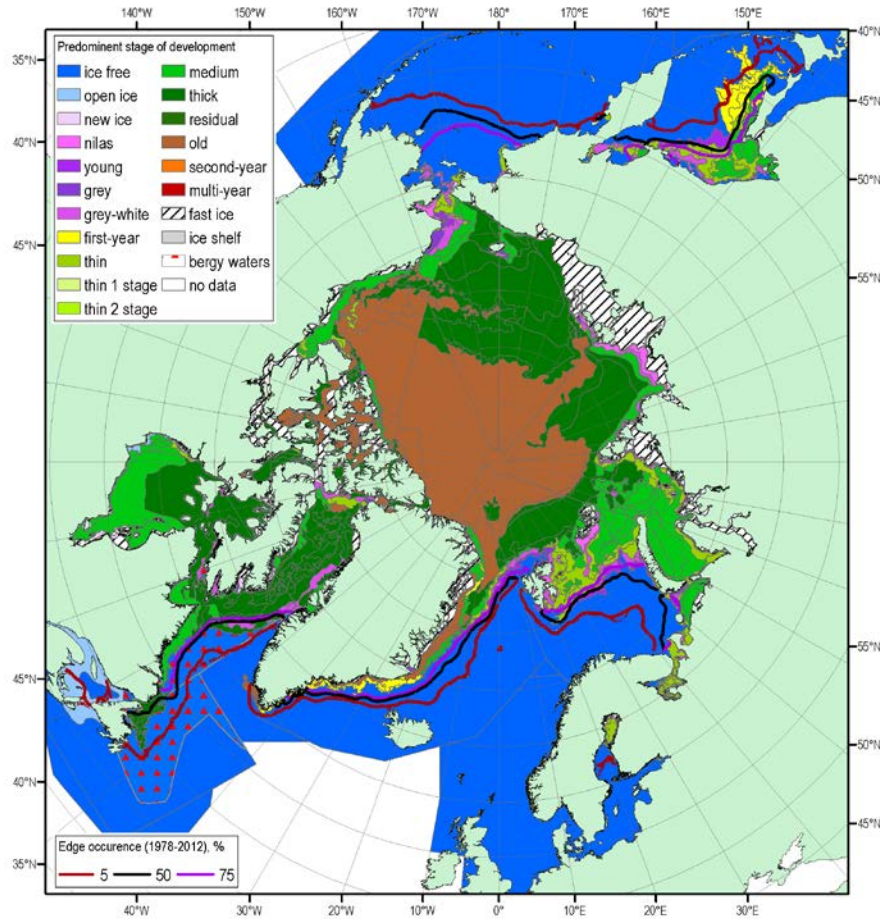 140°W 150°W 160°W 170°W 180° 170°E 160°E 150°E
35°N
40°N
45°N
40°N
45°N
50°N
55°N
Predominent stage of development
ice free
open ice
new ice
nilas
young
grey
grey-white
first-year
thin
thin 1 stage
thin 2 stage
medium
thick
residual
old
second-year
multi-year
fast ice
ice shelf
bergy waters
no data
45°N
40°N
35°N
55°N
50°N
45°N
Edge occurence (1978-2012), %
5 50 75
40°W 30°W 20°W 10°W 0° 10°E 20°E 30°E